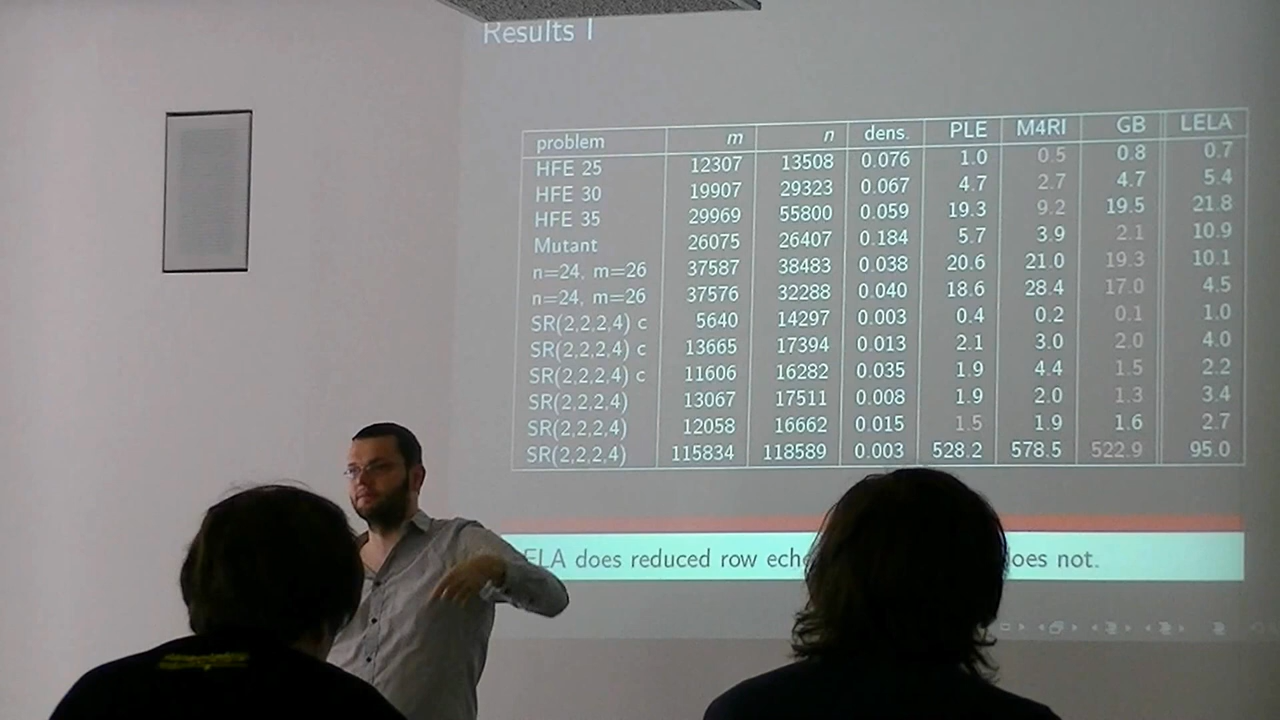 Results I
problem m n dens. PLE M4RI GB LELA
HFE 25 12307 13508 0.076 1.0 0.5 0.8 0.7
HFE 30 19907 29323 0.067 4.7 2.7 4.7 5.4
HFE 35 29969 55800 0.059 19.3 9.2 19.5 21.8
Mutant 26075 26407 0.184 5.7 3.9 2.1 10.9
n=24, m=26 37587 38483 0.038 20.6 21.0 19.3 10.1
n=24, m=26 37576 32288 0.040 18.6 28.4 17.0 4.5
SR(2,2,2,4) c 5640 14297 0.003 0.4 0.2 0.1 1.0
SR(2,2,2,4) c 13665 17394 0.013 2.1 3.0 2.0 4.0
SR(2,2,2,4) c 11606 16282 0.035 1.9 4.4 1.5 2.2
SR(2,2,2,4) 13067 17511 0.008 1.9 2.0 1.3 3.4
SR(2,2,2,4) 12058 16662 0.015 1.5 1.9 1.6 2.7
SR(2,2,2,4) 115834 118589 0.003 528.2 578.5 522.9 95.0
ELA does reduced row ech oes not.